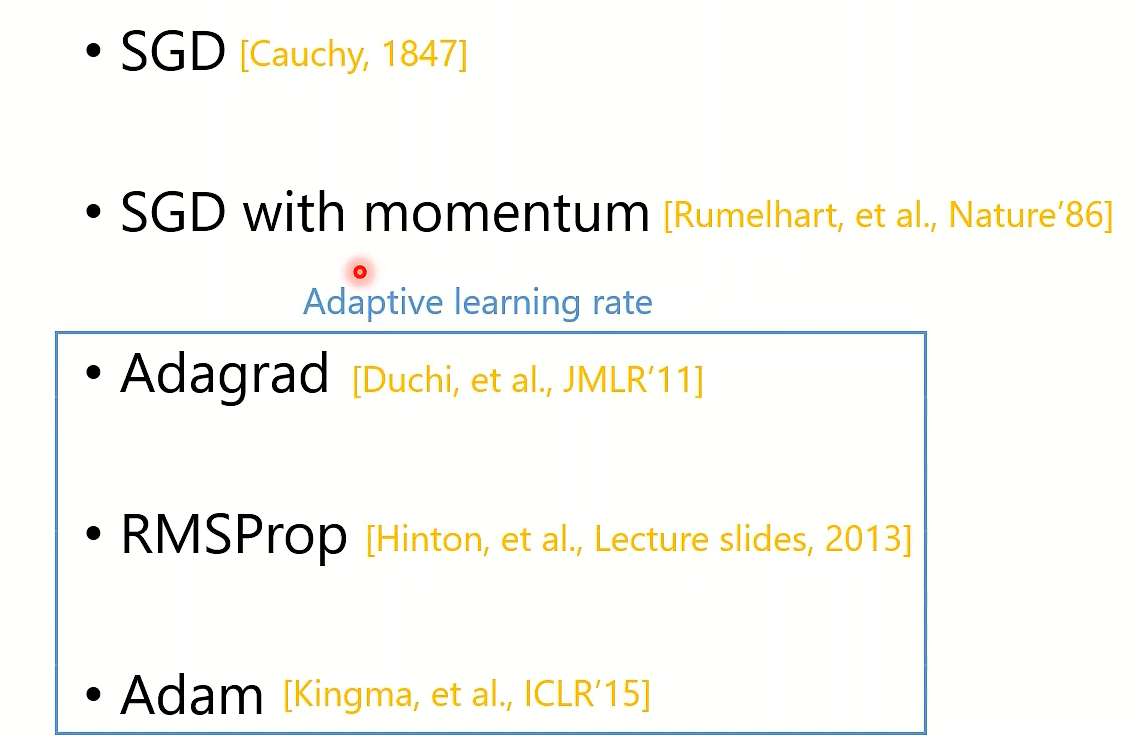 • SGD [Cauchy, 1847]
• SGD with momentum [Rumelhart, et al., Nature’86]
Adaptive learning rate
• Adagrad [Duchi, et al., JMLR’11]
• RMSProp [Hinton, et al., Lecture slides, 2013]
• Adam [Kingma, et al., ICLR’15]